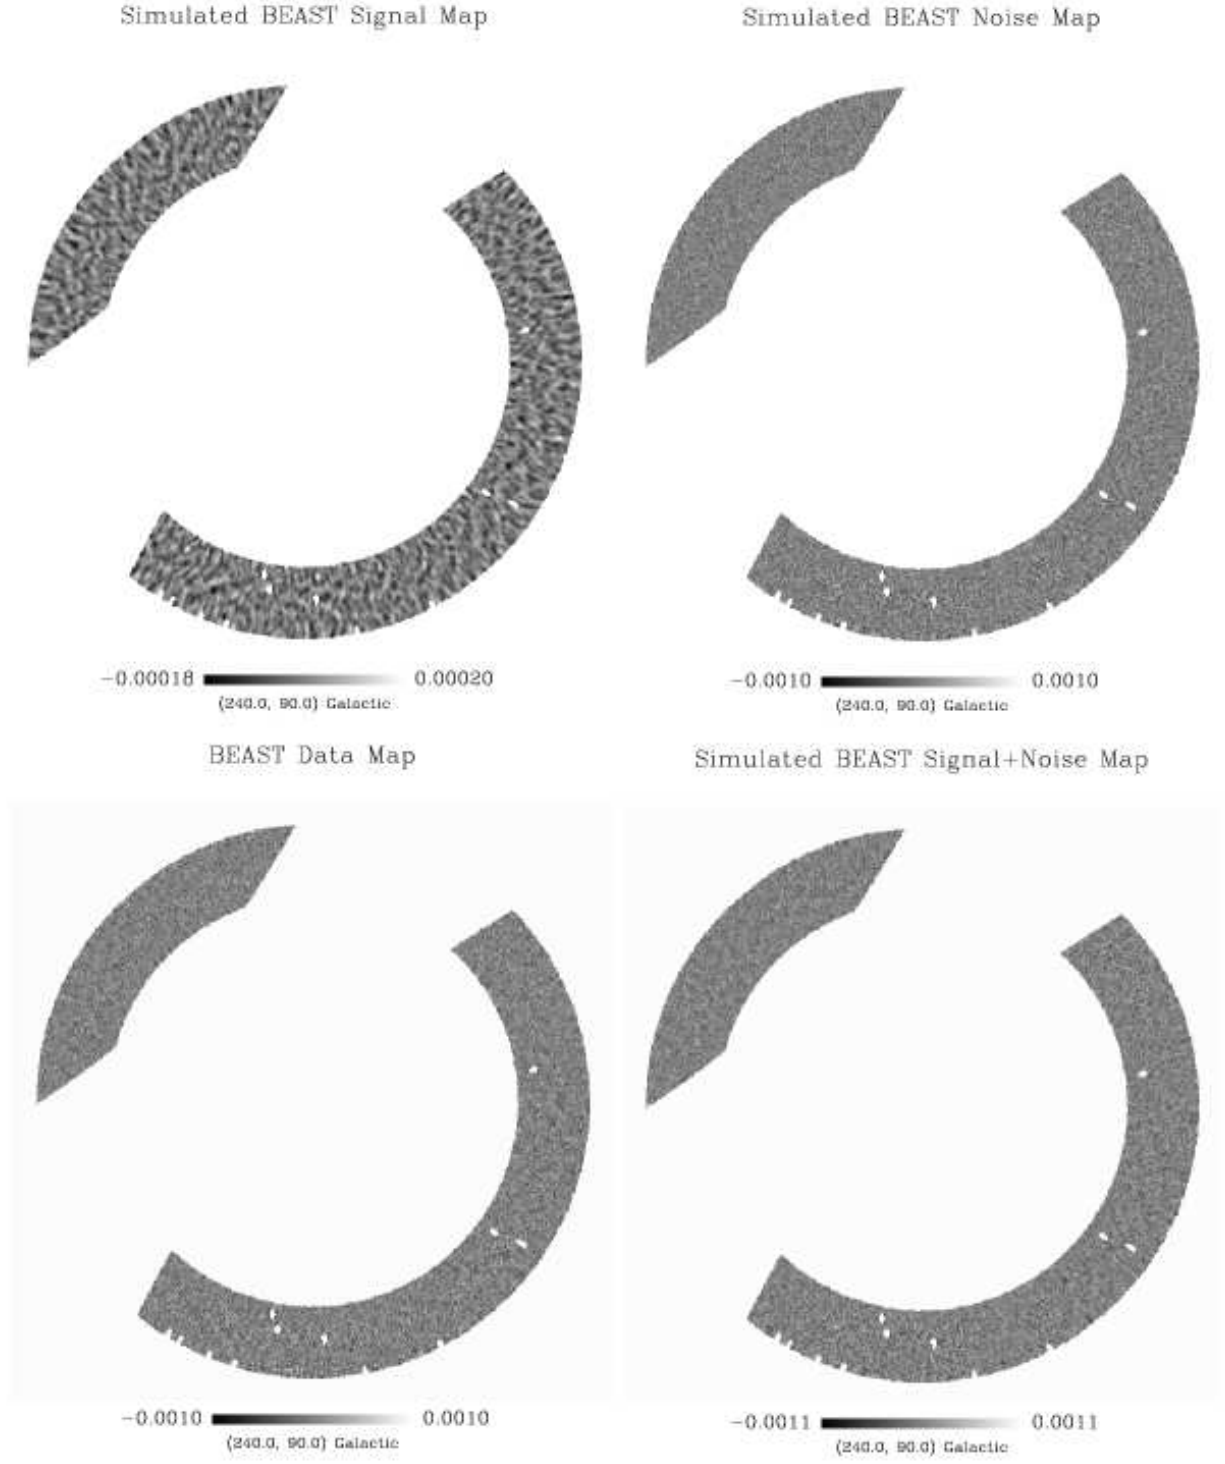 Simulated BEAST Signal Map
Simulated BEAST Noise Map
-0.00018 0.00020
(240.0, 90.0) Galactic
-0.0010 0.0010
(240.0, 90.0) Galactic
BEAST Data Map
Simulated BEAST Signal+Noise Map
-0.0010 0.0010
(240.0, 90.0) Galactic
-0.0011 0.0011
(240.0, 90.0) Galactic